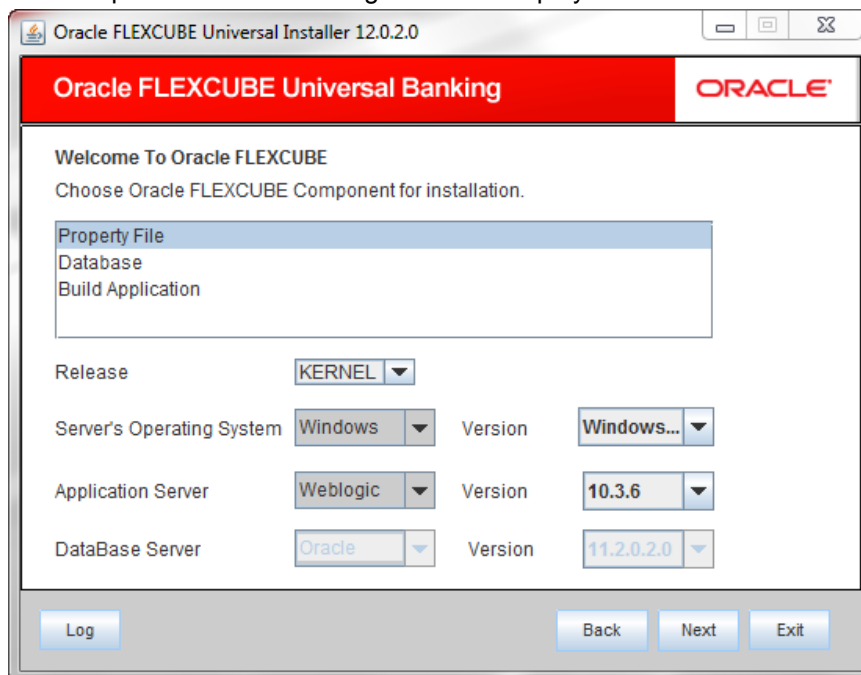 Oracle FLEXCUBE Universal Installer 12.0.2.0
Oracle FLEXCUBE Universal Banking
ORACLE
Welcome To Oracle FLEXCUBE
Choose Oracle FLEXCUBE Component for installation.
Property File
Database
Build Application
Release KERNEL
Server's Operating System Windows Version Windows...
Application Server Weblogic Version 10.3.6
DataBase Server Oracle Version 11.2.0.2.0
Log Back Next Exit